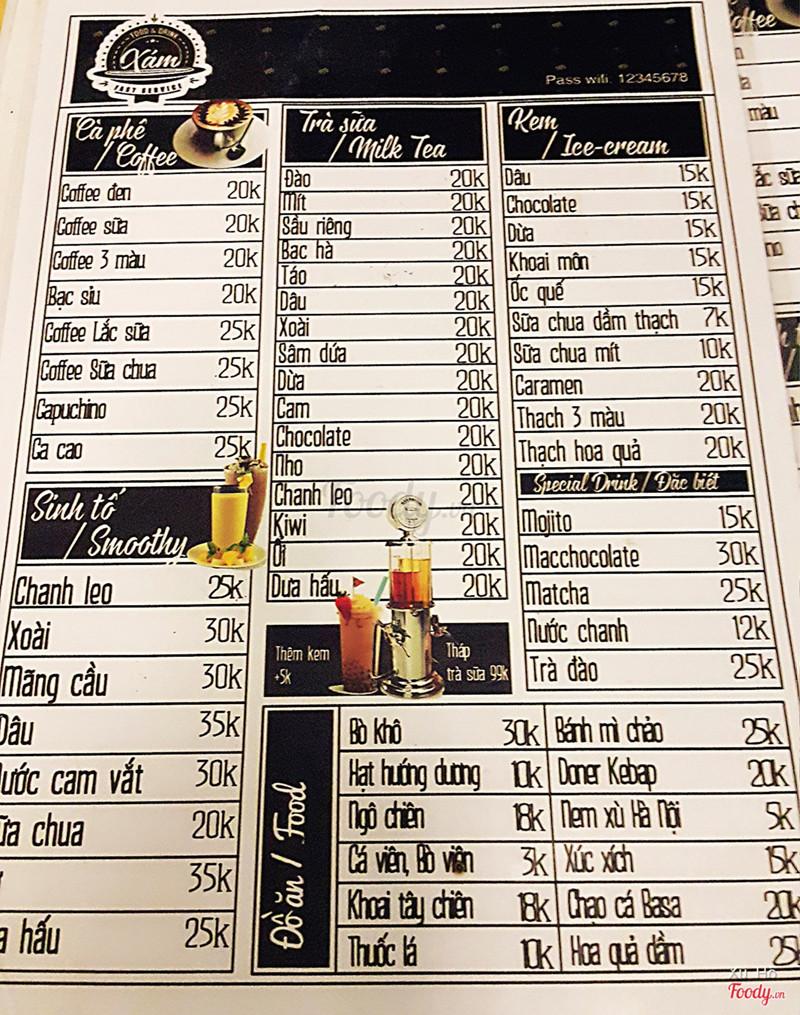 FOOD & DRINK
Xám
FAST SERVICE
Pass wifi: 12345678
Cà phê
/ Coffee
Coffee đen 20k
Coffee sữa 20k
Coffee 3 màu 20k
Bạc sỉu 20k
Coffee Lắc sữa 25k
Coffee Sữa chua 25k
Capuchino 25k
Ca cao 25k
Sinh tố
/ Smoothy
Chanh leo 25k
Xoài 30k
Mãng cầu 30k
Dâu 35k
ước cam vắt 30k
ữa chua 20k
35k
a hấu 25k
Trà sữa
/ Milk Tea
Đào 20k
Mít 20k
Sầu riêng 20k
Bạc hà 20k
Táo 20k
Dâu 20k
Xoài 20k
Sâm dứa 20k
Dừa 20k
Cam 20k
Chocolate 20k
Nho 20k
Chanh leo 20k
Kiwi 20k
Ổi 20k
Dưa hấu 20k
Thêm kem
+5k
Tháp
trà sữa 99k
Kem
/ Ice-cream
Dâu 15k
Chocolate 15k
Dừa 15k
Khoai môn 15k
Ốc quế 15k
Sữa chua dầm thạch 7k
Sữa chua mít 10k
Caramen 20k
Thạch 3 màu 20k
Thạch hoa quả 20k
Special Drink / Đặc biệt
Mojito 15k
Macchocolate 30k
Matcha 25k
Nước chanh 12k
Trà đào 25k
Đồ ăn / Food
Bò khô 30k
Hạt hướng dương 10k
Ngô chiên 18k
Cá viên, Bò viên 3k
Khoai tây chiên 18k
Thuốc lá 10k
Bánh mì chảo 25k
Doner Kebap 20k
Nem xù Hà Nội 5k
Xúc xích 15k
Chạo cá Basa 20k
Hoa quả dầm 25
Foody.vn
Xu Ho
Foody.vn
offee
màu
ắc sữa